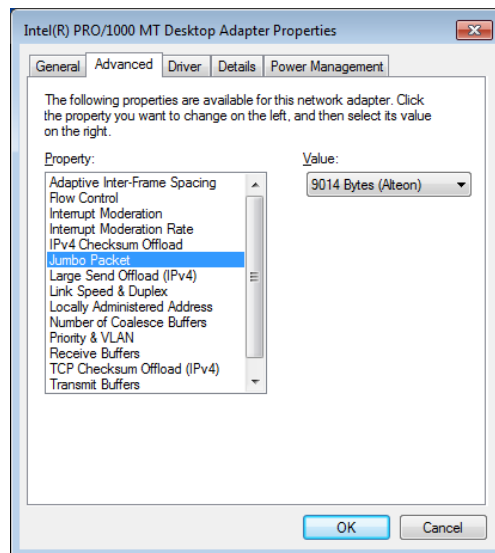 Intel(R) PRO/1000 MT Desktop Adapter Properties
General Advanced Driver Details Power Management
The following properties are available for this network adapter. Click
the property you want to change on the left, and then select its value
on the right.
Property:
Value:
Adaptive Inter-Frame Spacing
Flow Control
Interrupt Moderation
Interrupt Moderation Rate
IPv4 Checksum Offload
Jumbo Packet
Large Send Offload (IPv4)
Link Speed & Duplex
Locally Administered Address
Number of Coalesce Buffers
Priority & VLAN
Receive Buffers
TCP Checksum Offload (IPv4)
Transmit Buffers
9014 Bytes (Alteon)
OK Cancel